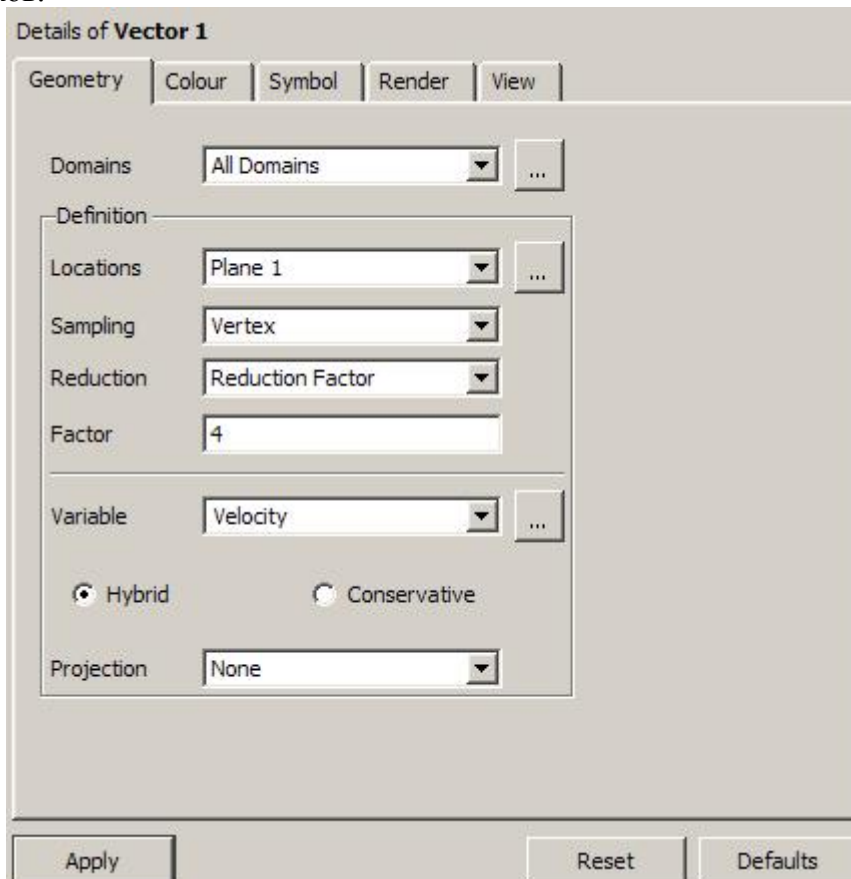 Details of Vector 1
Geometry Colour Symbol Render View
Domains All Domains ...
Definition
Locations Plane 1 ...
Sampling Vertex
Reduction Reduction Factor
Factor 4
Variable Velocity ...
Hybrid Conservative
Projection None
Apply Reset Defaults